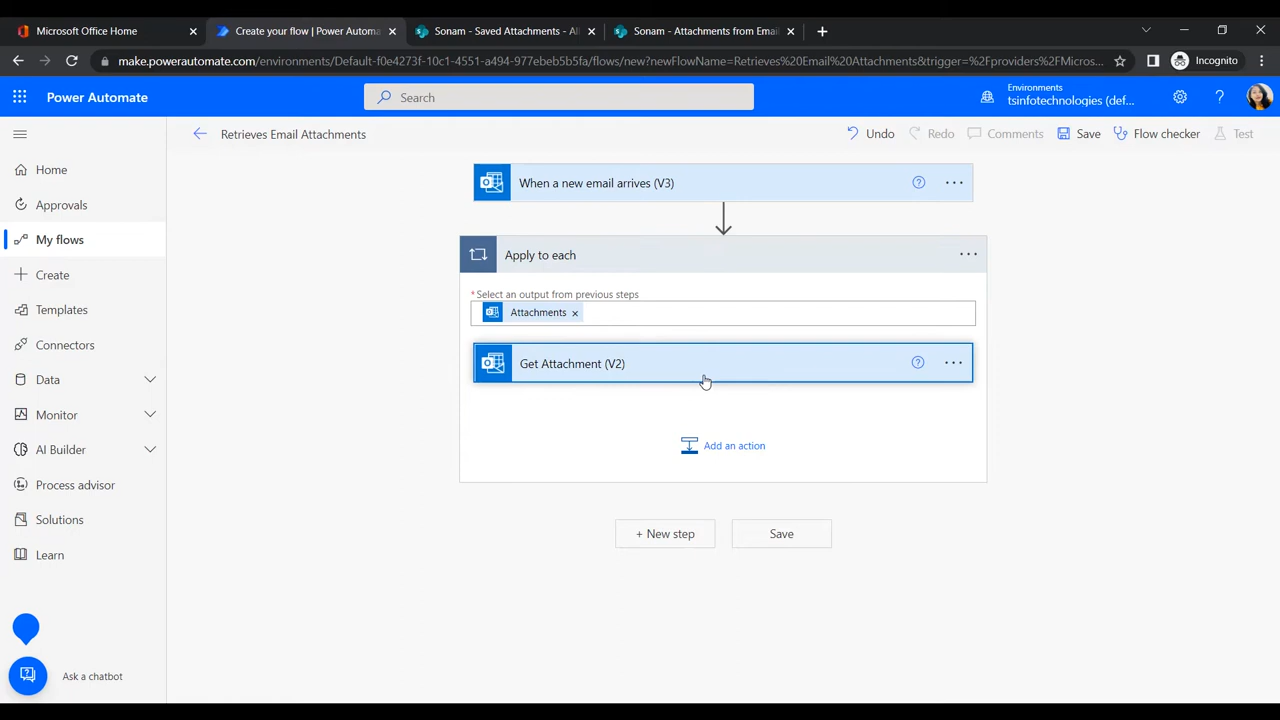 Microsoft Office Home
Create your flow | Power Automa
Sonam - Saved Attachments - All
Sonam - Attachments from Email
make.powerautomate.com/environments/Default-f0e4273f-10c1-4551-a494-977ebeb5b5fa/flows/new?newFlowName=Retrieves%20Email%20Attachments&trigger=%2Fproviders%2FMicros...
Incognito
Power Automate
Search
Environments
tsinfotechnologies (def...
Retrieves Email Attachments
Undo
Redo
Comments
Save
Flow checker
Test
Home
Approvals
My flows
Create
Templates
Connectors
Data
Monitor
AI Builder
Process advisor
Solutions
Learn
Ask a chatbot
When a new email arrives (V3)
Apply to each
* Select an output from previous steps
Attachments ×
Get Attachment (V2)
Add an action
+ New step
Save